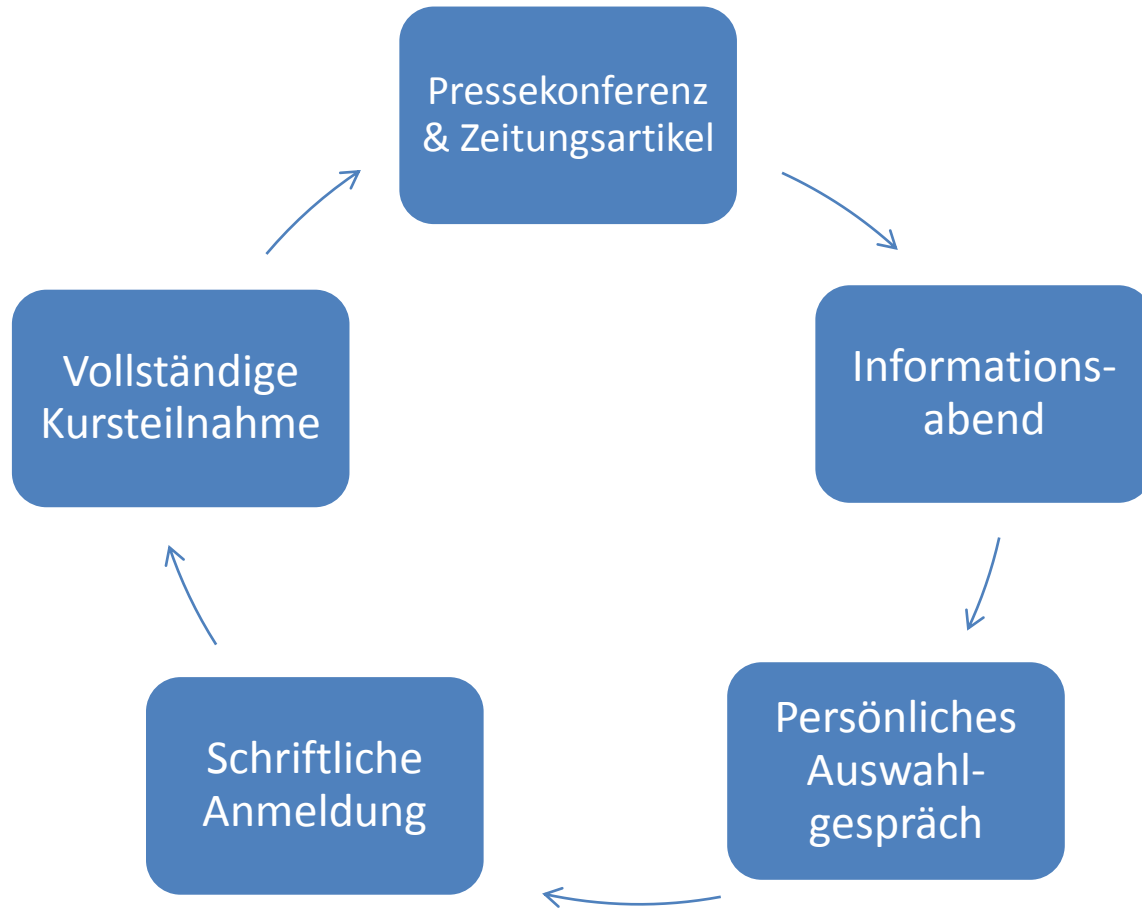 Pressekonferenz
& Zeitungsartikel
Informations-
abend
Persönliches
Auswahl-
gespräch
Schriftliche
Anmeldung
Vollständige
Kursteilnahme